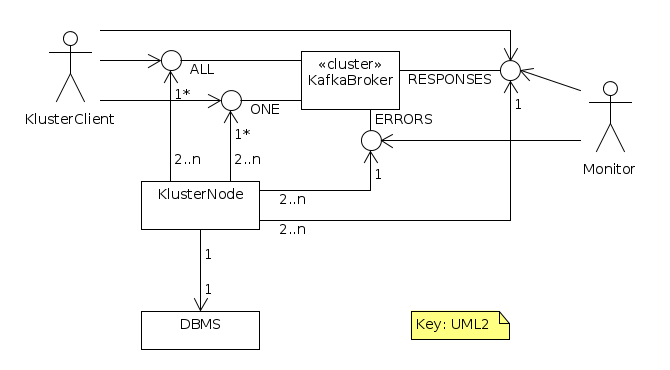 «cluster»
KafkaBroker
ALL
RESPONSES
1*
ONE
1
KlusterClient
ERRORS
1*
2..n
2..n
Monitor
1
KlusterNode
2..n
2..n
1
1
DBMS
Key: UML2